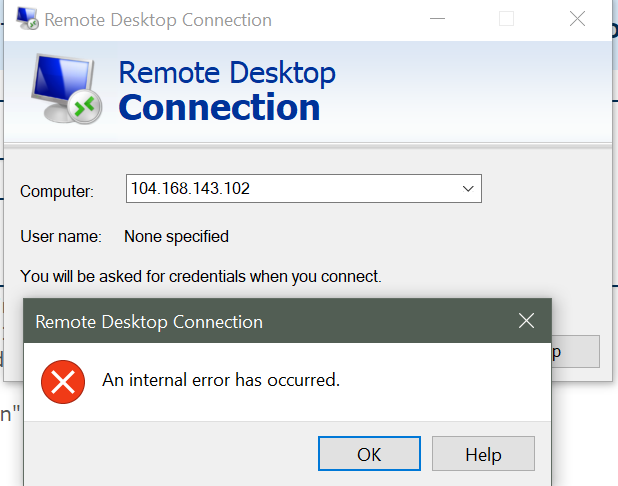 Remote Desktop Connection
Remote Desktop
Connection
Computer:
104.168.143.102
User name:
None specified
You will be asked for credentials when you connect.
Remote Desktop Connection
An internal error has occurred.
OK
Help
n"